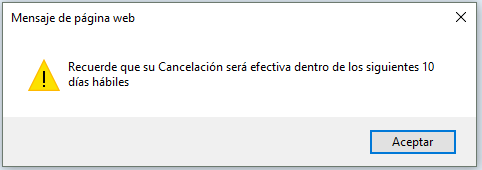 Mensaje de página web
Recuerde que su Cancelación será efectiva dentro de los siguientes 10
días hábiles
Aceptar